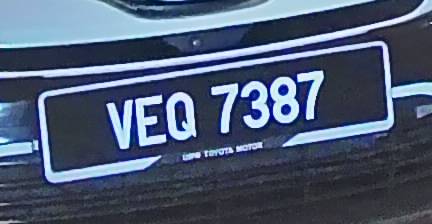 VEQ 7387
UMW TOYOTA MOTOR